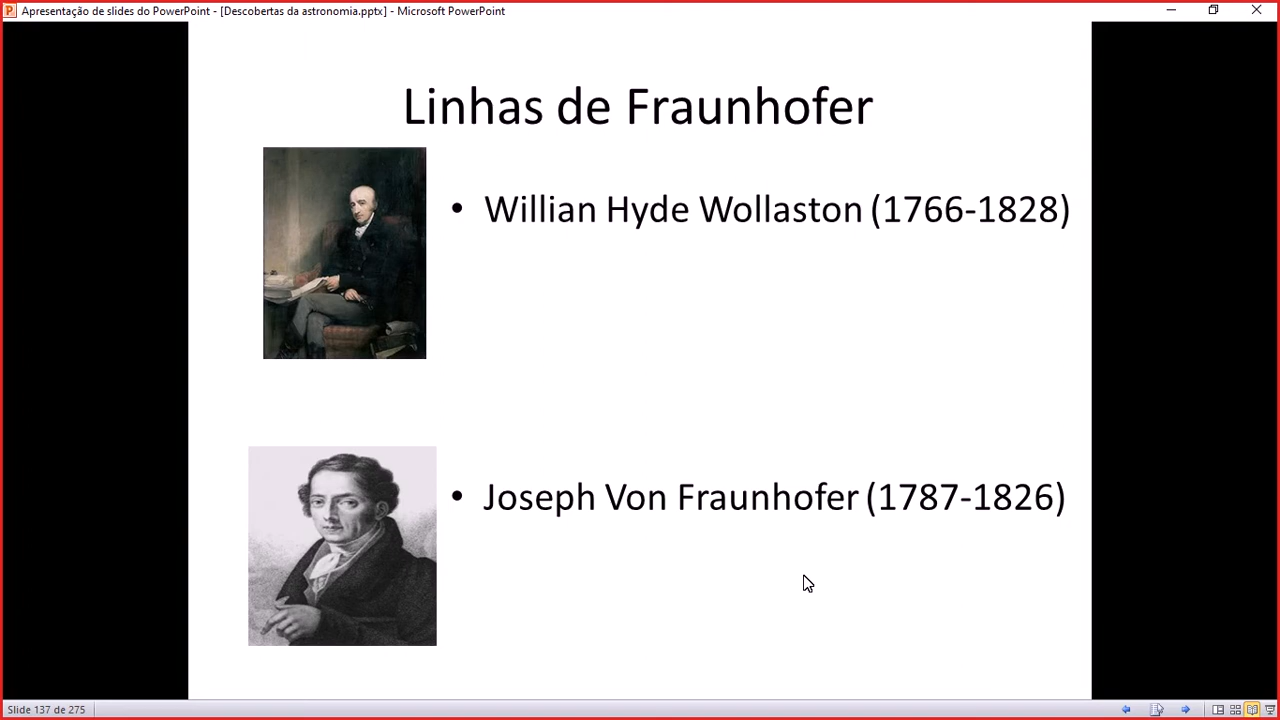 Apresentação de slides do PowerPoint - [Descobertas da astronomia.pptx] - Microsoft PowerPoint
Linhas de Fraunhofer
• Willian Hyde Wollaston (1766-1828)
• Joseph Von Fraunhofer (1787-1826)
Slide 137 de 275